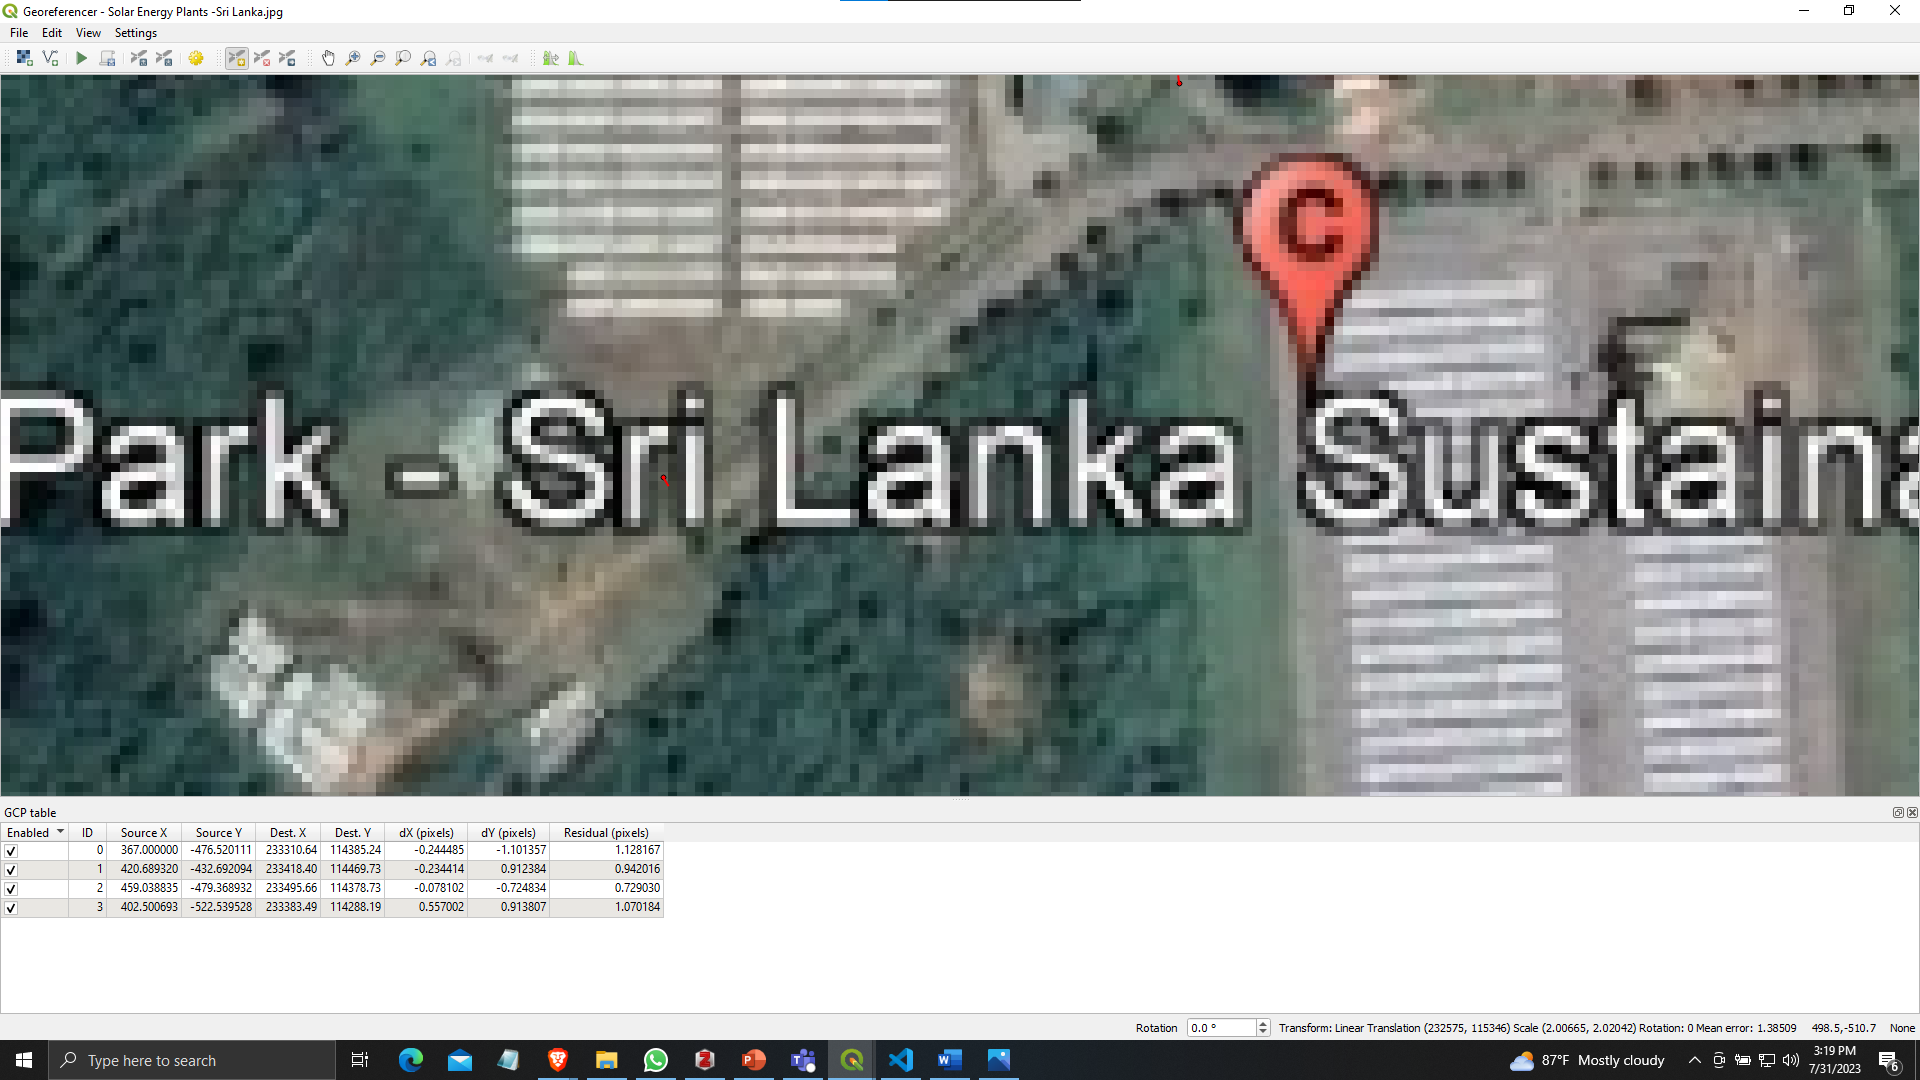 Georeferencer - Solar Energy Plants -Sri Lanka.jpg
File Edit View Settings
G
Park - Sri Lanka Sustaina
GCP table
Enabled ID Source X Source Y Dest. X Dest. Y dX (pixels) dY (pixels) Residual (pixels)
0 367.000000 -476.520111 233310.64 114385.24 -0.244485 -1.101357 1.128167
1 420.689320 -432.692094 233418.40 114469.73 -0.234414 0.912384 0.942016
2 459.038835 -479.368932 233495.66 114378.73 -0.078102 -0.724834 0.729030
3 402.500693 -522.539528 233383.49 114288.19 0.557002 0.913807 1.070184
Rotation 0.0 ° Transform: Linear Translation (232575, 115346) Scale (2.00665, 2.02042) Rotation: 0 Mean error: 1.38509 498.5,-510.7 None
Type here to search
87°F Mostly cloudy
3:19 PM
7/31/2023
6